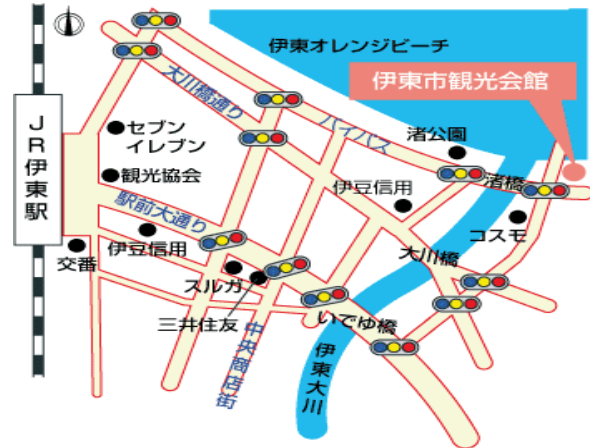 伊東オレンジビーチ
伊東市観光会館
大川橋通り
バイパス
渚公園
セブン
イレブン
JR伊東駅
観光協会
伊豆信用
渚橋
駅前大通り
コスモ
伊豆信用
大川橋
交番
スルガ
三井住友
いでゆ橋
中央商店街
伊東大川